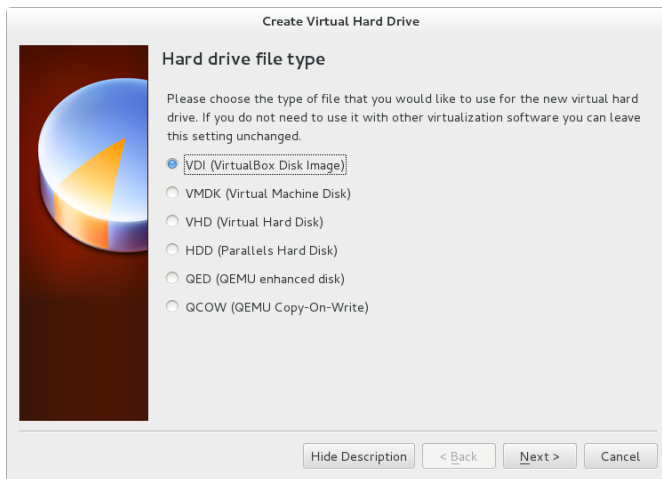 Create Virtual Hard Drive
Hard drive file type
Please choose the type of file that you would like to use for the new virtual hard
drive. If you do not need to use it with other virtualization software you can leave
this setting unchanged.
VDI (VirtualBox Disk Image)
VMDK (Virtual Machine Disk)
VHD (Virtual Hard Disk)
HDD (Parallels Hard Disk)
QED (QEMU enhanced disk)
QCOW (QEMU Copy-On-Write)
Hide Description < Back Next > Cancel